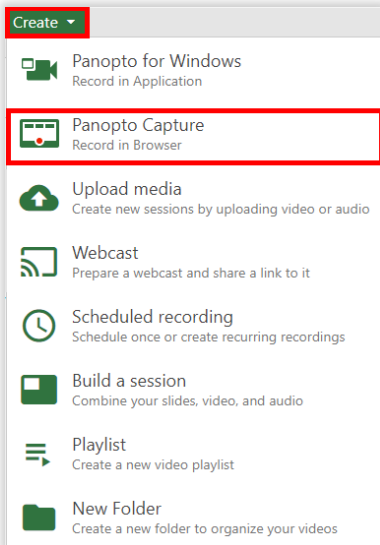 Create
Panopto for Windows
Record in Application
Panopto Capture
Record in Browser
Upload media
Create new sessions by uploading video or audio
Webcast
Prepare a webcast and share a link to it
Scheduled recording
Schedule once or create recurring recordings
Build a session
Combine your slides, video, and audio
Playlist
Create a new video playlist
New Folder
Create a new folder to organize your videos